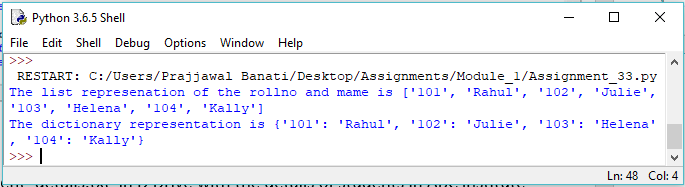 Python 3.6.5 Shell
File Edit Shell Debug Options Window Help
>>>
RESTART: C:/Users/Prajjawal Banati/Desktop/Assignments/Module_1/Assignment_33.py
The list represenation of the rollno and mame is ['101', 'Rahul', '102', 'Julie',
'103', 'Helena', '104', 'Kally']
The dictionary representation is {'101': 'Rahul', '102': 'Julie', '103': 'Helena'
, '104': 'Kally'}
>>>
Ln: 48 Col: 4